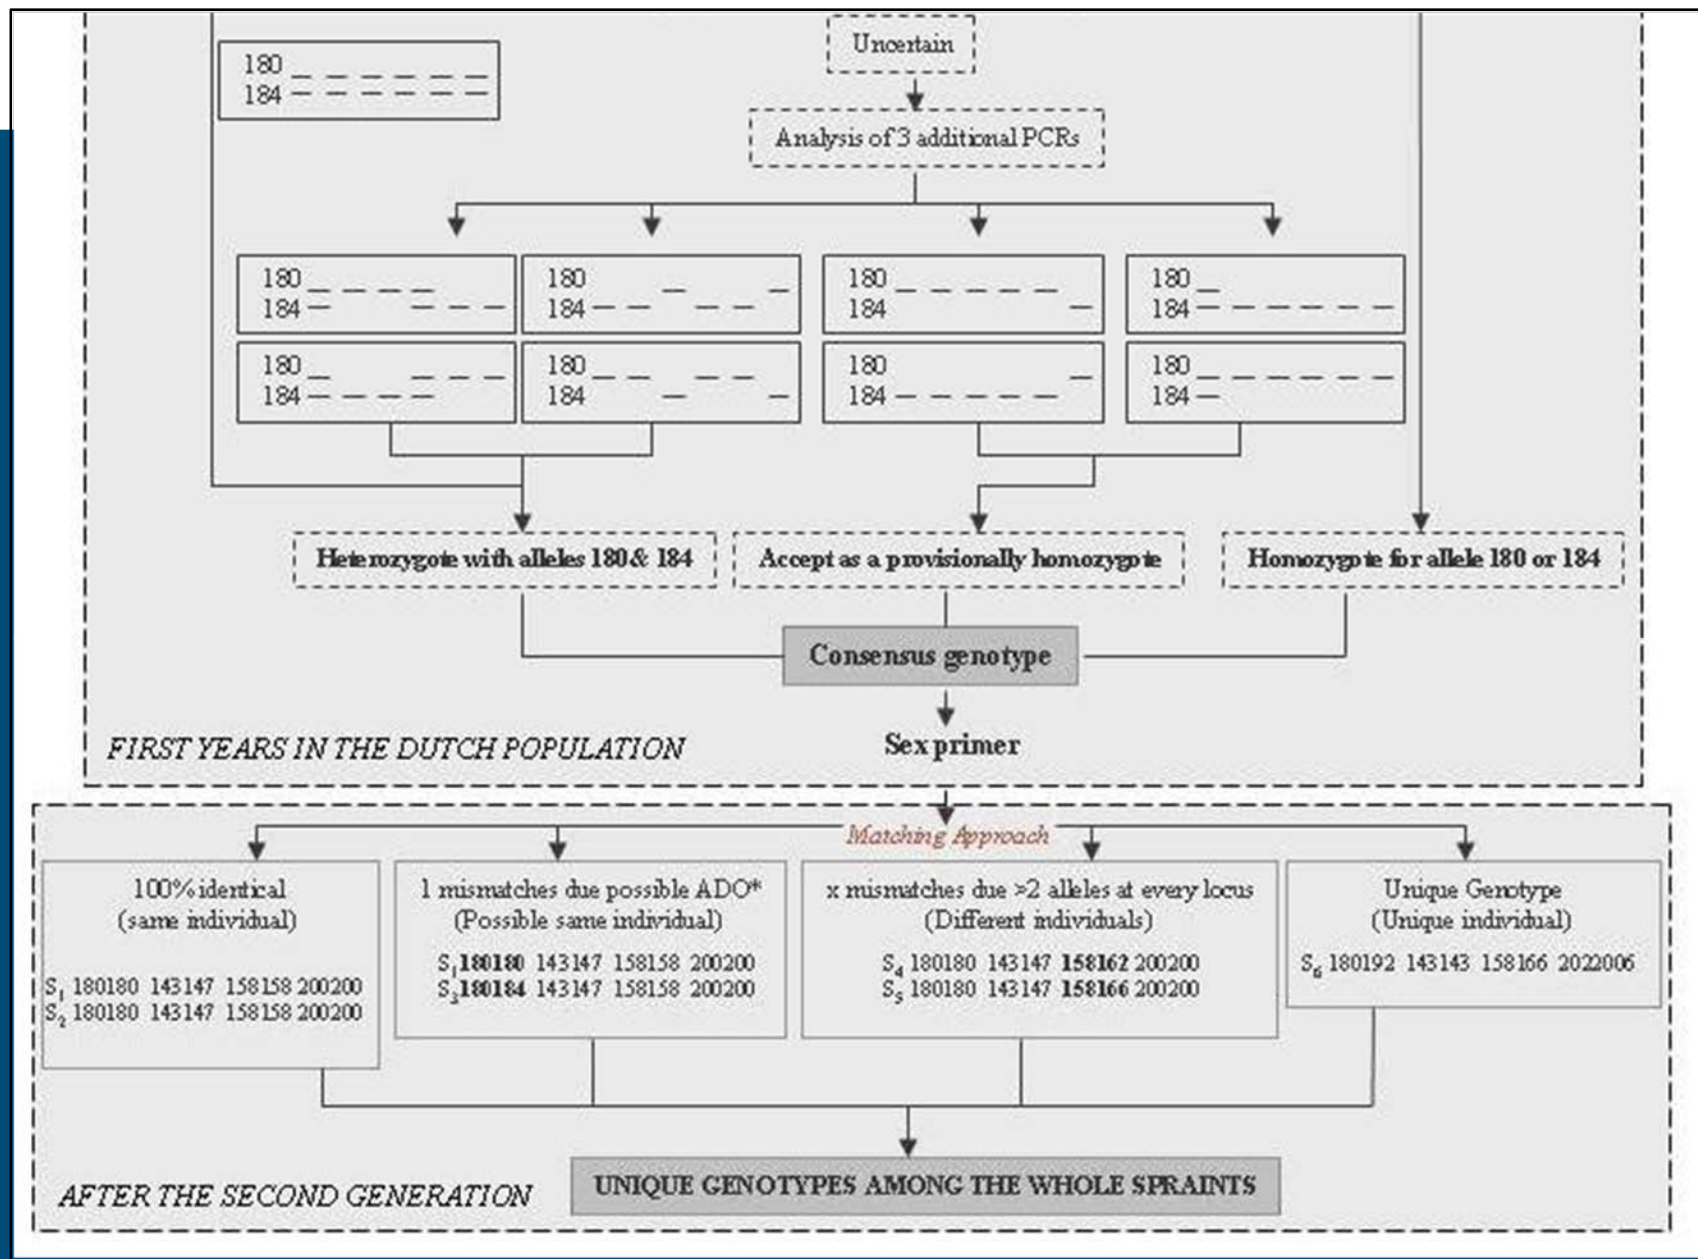 Uncertain
180
184
Analysis of 3 additional PCRs
180
184
180
184
180
184
180
184
180
184
180
184
180
184
180
184
Heterozygote with alleles 180& 184
Accept as a provisionally homozygote
Homozygote for allele 180 or 184
Consensus genotype
FIRST YEARS IN THE DUTCH POPULATION
Sex primer
Matching Approach
100% identical
(same individual)
S1 180180 143147 158158 200200
S2 180180 143147 158158 200200
1 mismatches due possible ADO*
(Possible same individual)
S1 180180 143147 158158 200200
S3 180184 143147 158158 200200
x mismatches due >2 alleles at every locus
(Different individuals)
S4 180180 143147 158162 200200
S5 180180 143147 158166 200200
Unique Genotype
(Unique individual)
S6 180192 143143 158166 2022006
AFTER THE SECOND GENERATION
UNIQUE GENOTYPES AMONG THE WHOLE SPRAINTS